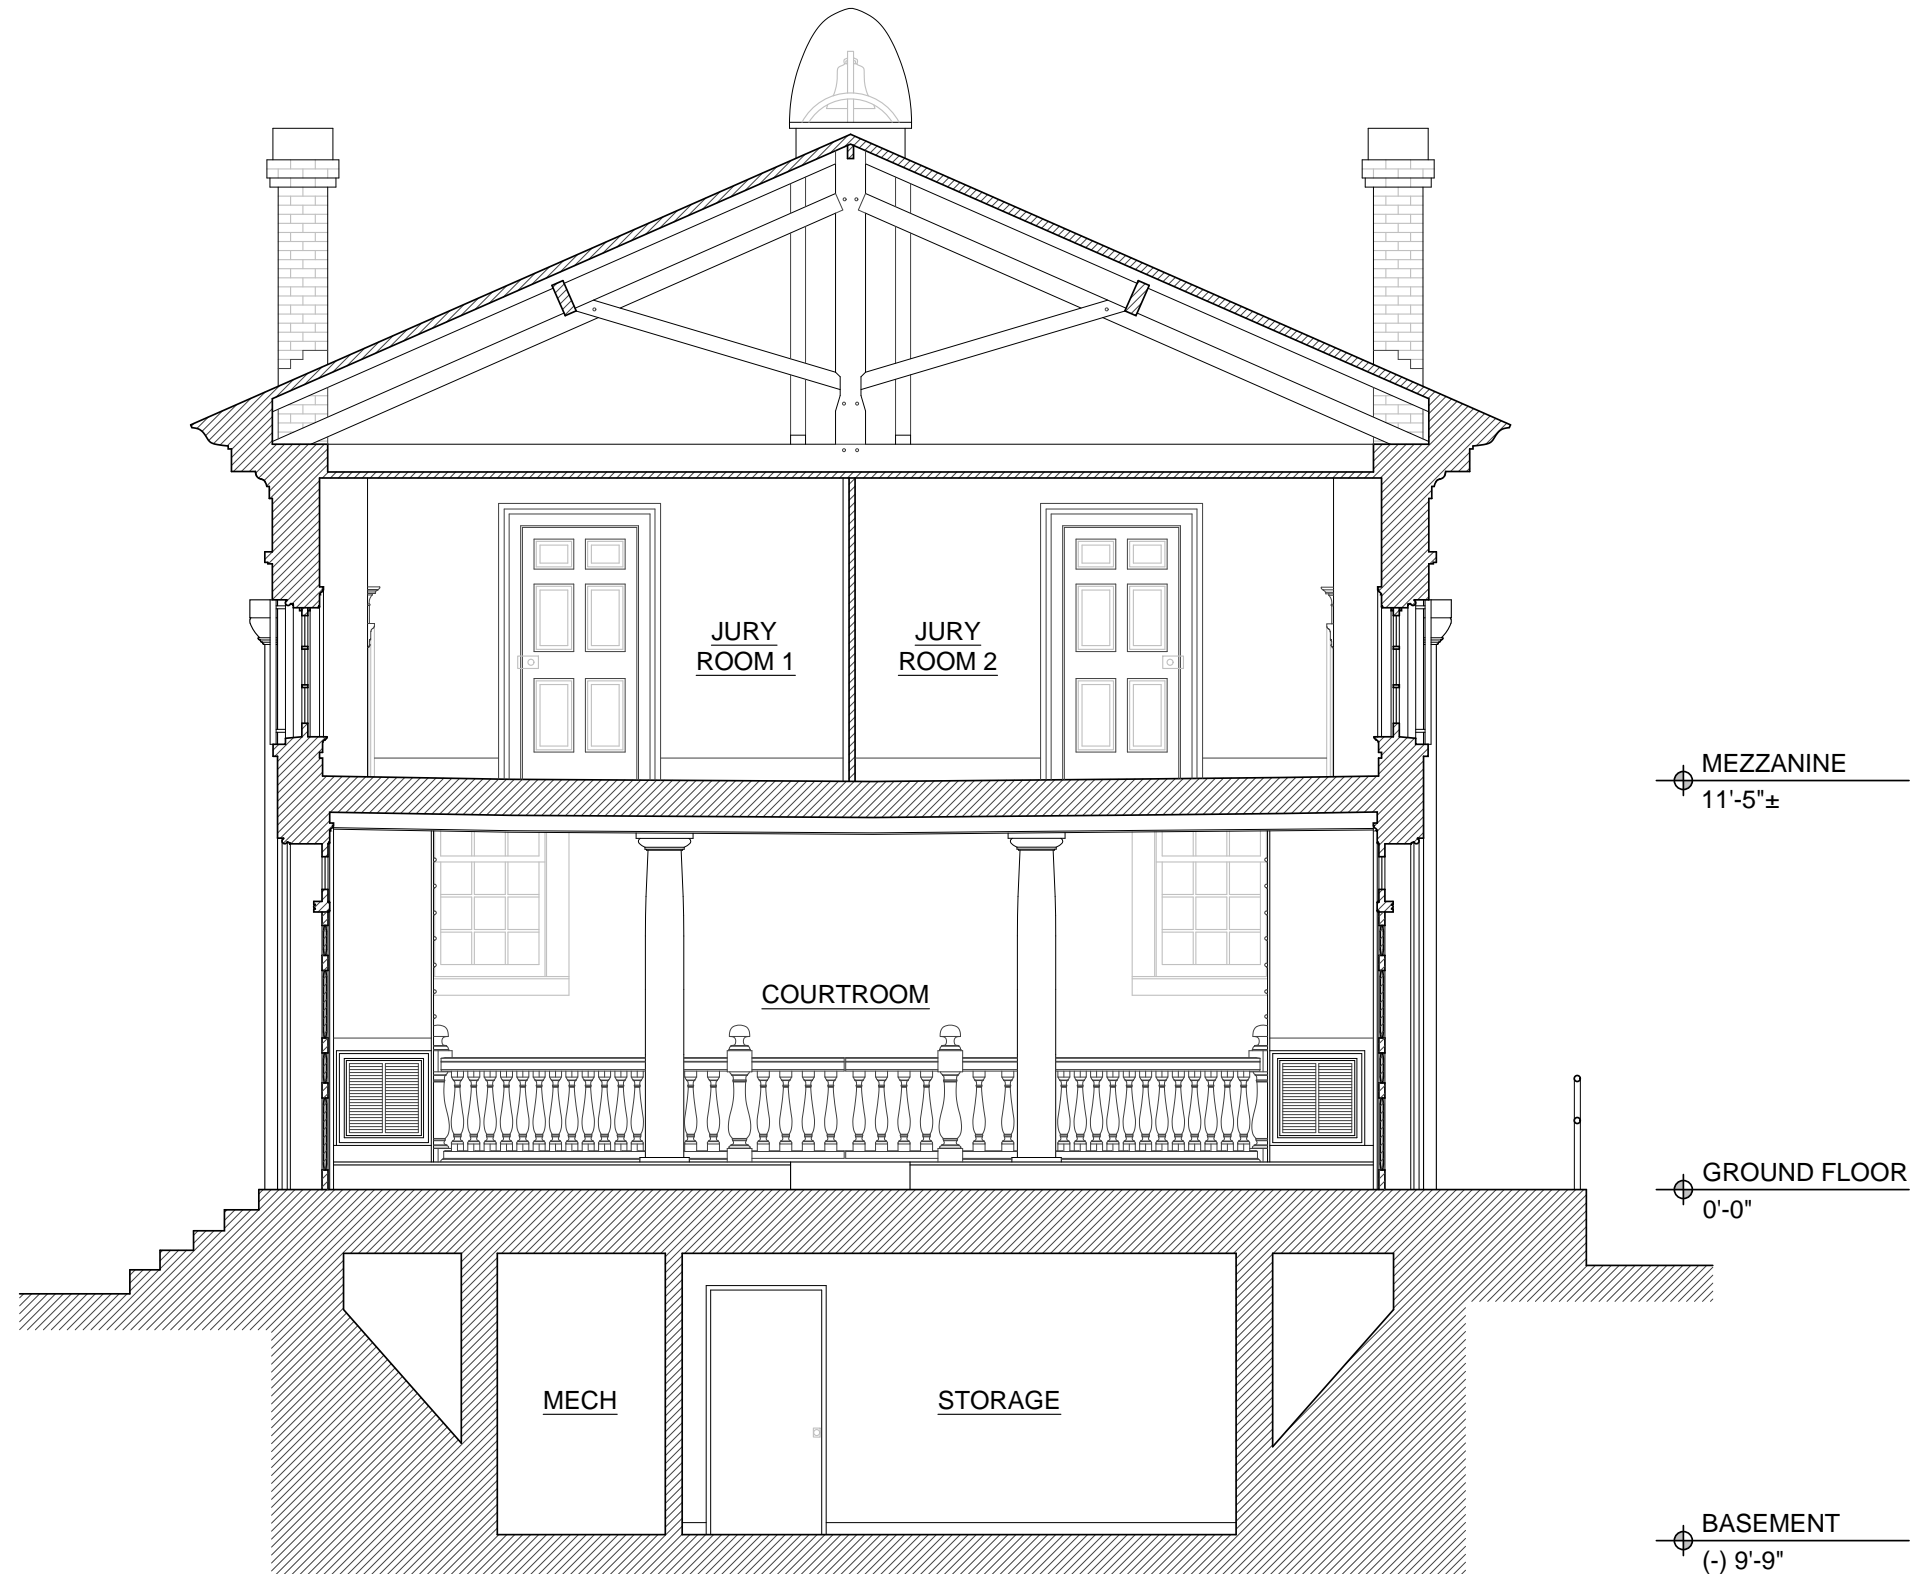 JURY
ROOM 1
JURY
ROOM 2
MEZZANINE
11'-5"±
COURTROOM
GROUND FLOOR
0'-0"
MECH
STORAGE
BASEMENT
(-) 9'-9"